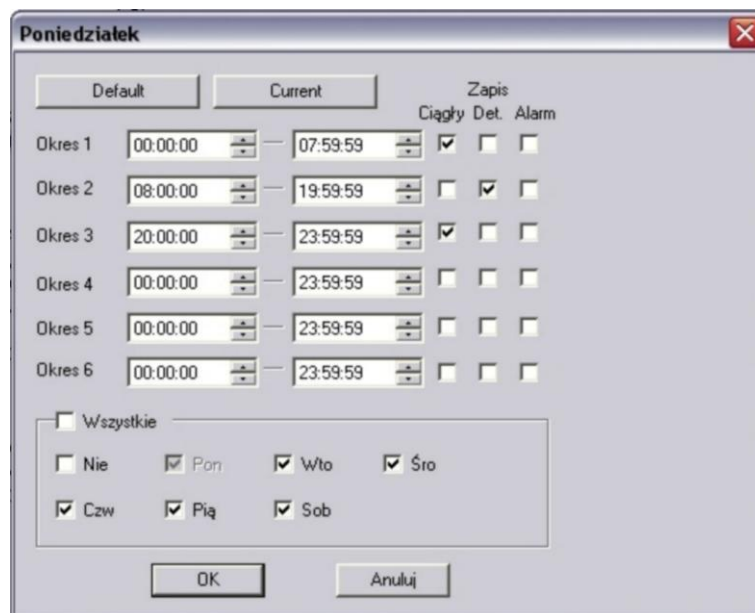 Poniedziałek
Default Current
Zapis
Ciągły Det. Alarm
Okres 1 00:00:00 — 07:59:59
Okres 2 08:00:00 — 19:59:59
Okres 3 20:00:00 — 23:59:59
Okres 4 00:00:00 — 23:59:59
Okres 5 00:00:00 — 23:59:59
Okres 6 00:00:00 — 23:59:59
Wszystkie
Nie Pon Wto Śro
Czw Pią Sob
OK Anuluj